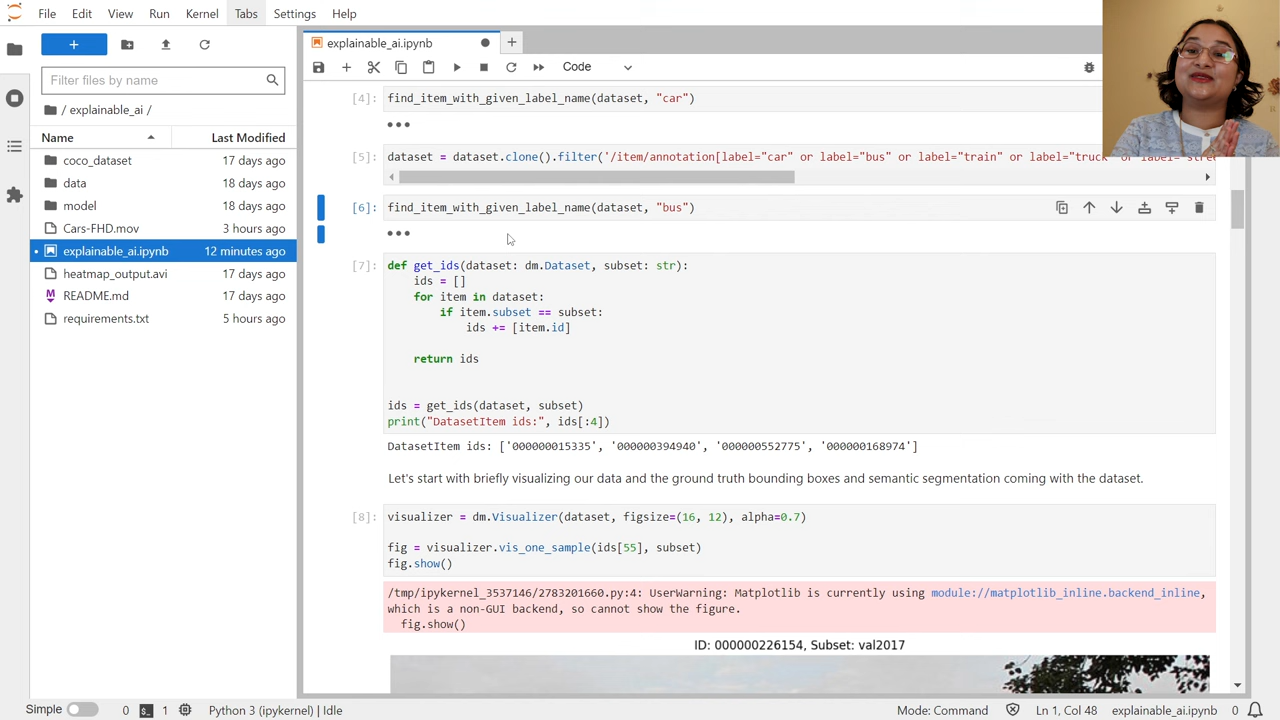 File Edit View Run Kernel Tabs Settings Help
+
Filter files by name
/ explainable_ai /
Name Last Modified
coco_dataset 17 days ago
data 18 days ago
model 18 days ago
Cars-FHD.mov 3 hours ago
explainable_ai.ipynb 12 minutes ago
heatmap_output.avi 17 days ago
README.md 17 days ago
requirements.txt 5 hours ago
explainable_ai.ipynb
Code
[4]: find_item_with_given_label_name(dataset, "car")
•••
[5]: dataset = dataset.clone().filter('/item/annotation[label="car" or label="bus" or label="train" or label="truck" or label="stre
[6]: find_item_with_given_label_name(dataset, "bus")
•••
[7]: def get_ids(dataset: dm.Dataset, subset: str):
ids = []
for item in dataset:
if item.subset == subset:
ids += [item.id]
return ids
ids = get_ids(dataset, subset)
print("DatasetItem ids:", ids[:4])
DatasetItem ids: ['000000015335', '000000394940', '000000552775', '000000168974']
Let's start with briefly visualizing our data and the ground truth bounding boxes and semantic segmentation coming with the dataset.
[8]: visualizer = dm.Visualizer(dataset, figsize=(16, 12), alpha=0.7)
fig = visualizer.vis_one_sample(ids[55], subset)
fig.show()
/tmp/ipykernel_3537146/2783201660.py:4: UserWarning: Matplotlib is currently using module://matplotlib_inline.backend_inline,
which is a non-GUI backend, so cannot show the figure.
fig.show()
ID: 000000226154, Subset: val2017
Simple 0 $_ 1 Python 3 (ipykernel) | Idle Mode: Command Ln 1, Col 48 explainable_ai.ipynb 0